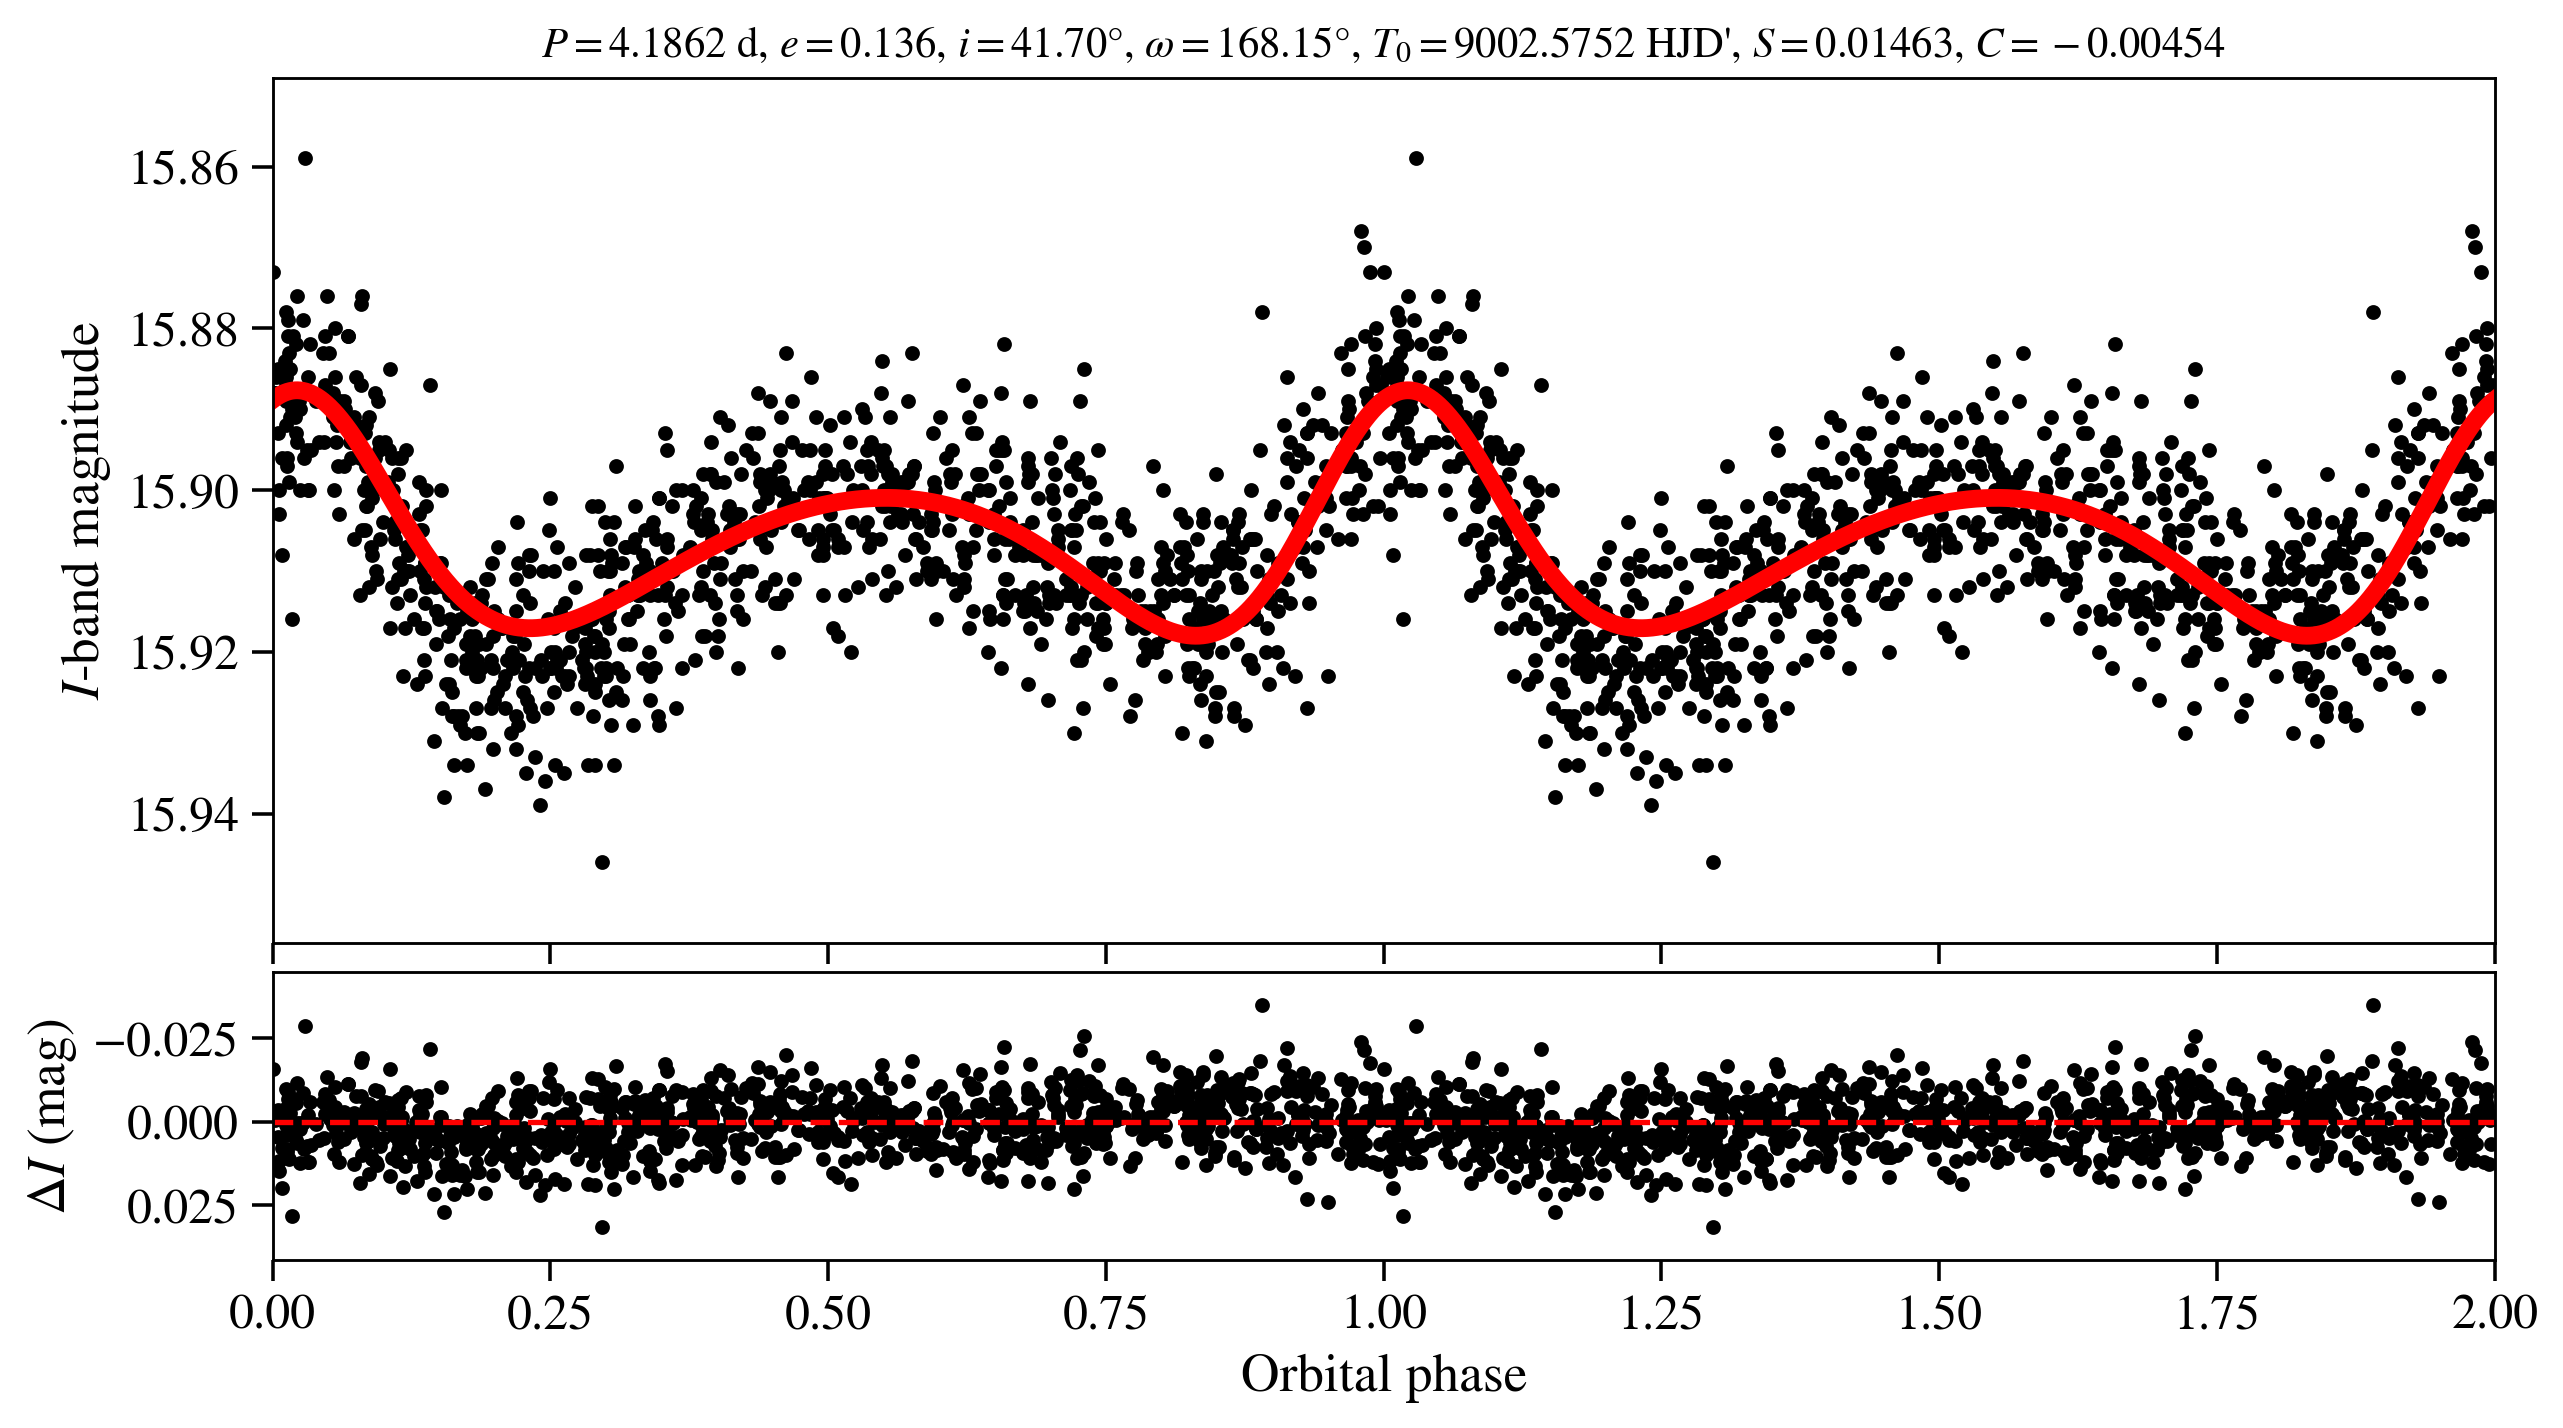 P = 4.1862 d, e = 0.136, i = 41.70°, ω = 168.15°, T₀ = 9002.5752 HJD', S = 0.01463, C = −0.00454
15.86
15.88
15.90
15.92
15.94
I-band magnitude
−0.025
0.000
0.025
ΔI (mag)
0.00 0.25 0.50 0.75 1.00 1.25 1.50 1.75 2.00
Orbital phase